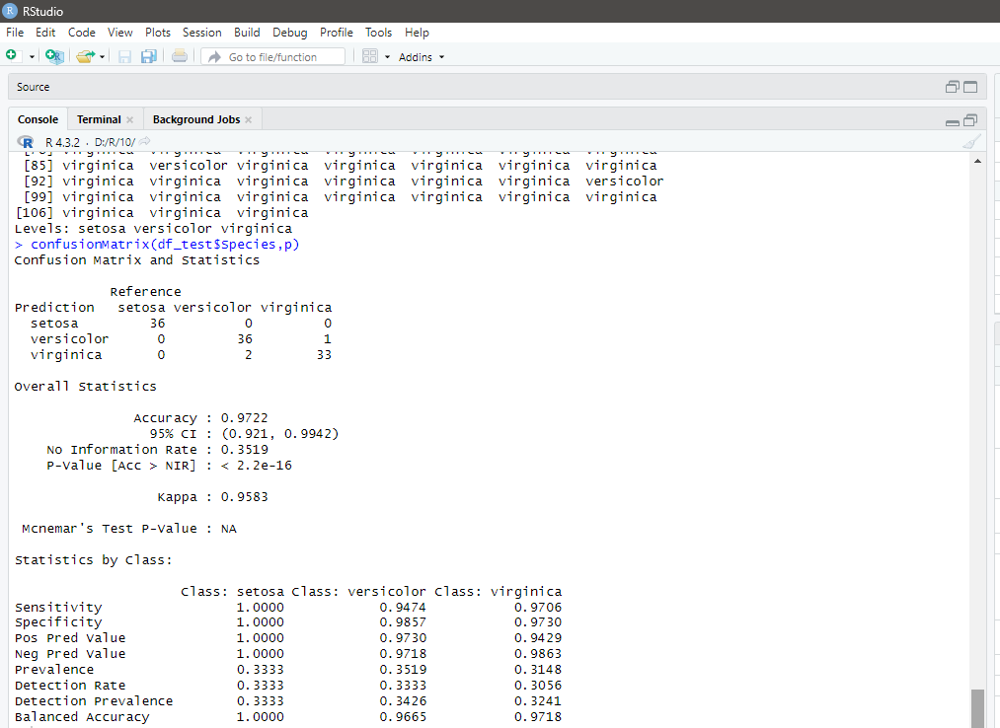 R RStudio
File Edit Code View Plots Session Build Debug Profile Tools Help
Go to file/function Addins
Source
Console Terminal Background Jobs
R R 4.3.2 · D:/R/10/
[85] virginica versicolor virginica virginica virginica virginica virginica
[92] virginica virginica virginica virginica virginica virginica versicolor
[99] virginica virginica virginica virginica virginica virginica virginica
[106] virginica virginica virginica
Levels: setosa versicolor virginica
> confusionMatrix(df_test$Species,p)
Confusion Matrix and Statistics
Reference
Prediction setosa versicolor virginica
setosa 36 0 0
versicolor 0 36 1
virginica 0 2 33
Overall Statistics
Accuracy : 0.9722
95% CI : (0.921, 0.9942)
No Information Rate : 0.3519
P-Value [Acc > NIR] : < 2.2e-16
Kappa : 0.9583
Mcnemar's Test P-Value : NA
Statistics by Class:
Class: setosa Class: versicolor Class: virginica
Sensitivity 1.0000 0.9474 0.9706
Specificity 1.0000 0.9857 0.9730
Pos Pred Value 1.0000 0.9730 0.9429
Neg Pred Value 1.0000 0.9718 0.9863
Prevalence 0.3333 0.3519 0.3148
Detection Rate 0.3333 0.3333 0.3056
Detection Prevalence 0.3333 0.3426 0.3241
Balanced Accuracy 1.0000 0.9665 0.9718